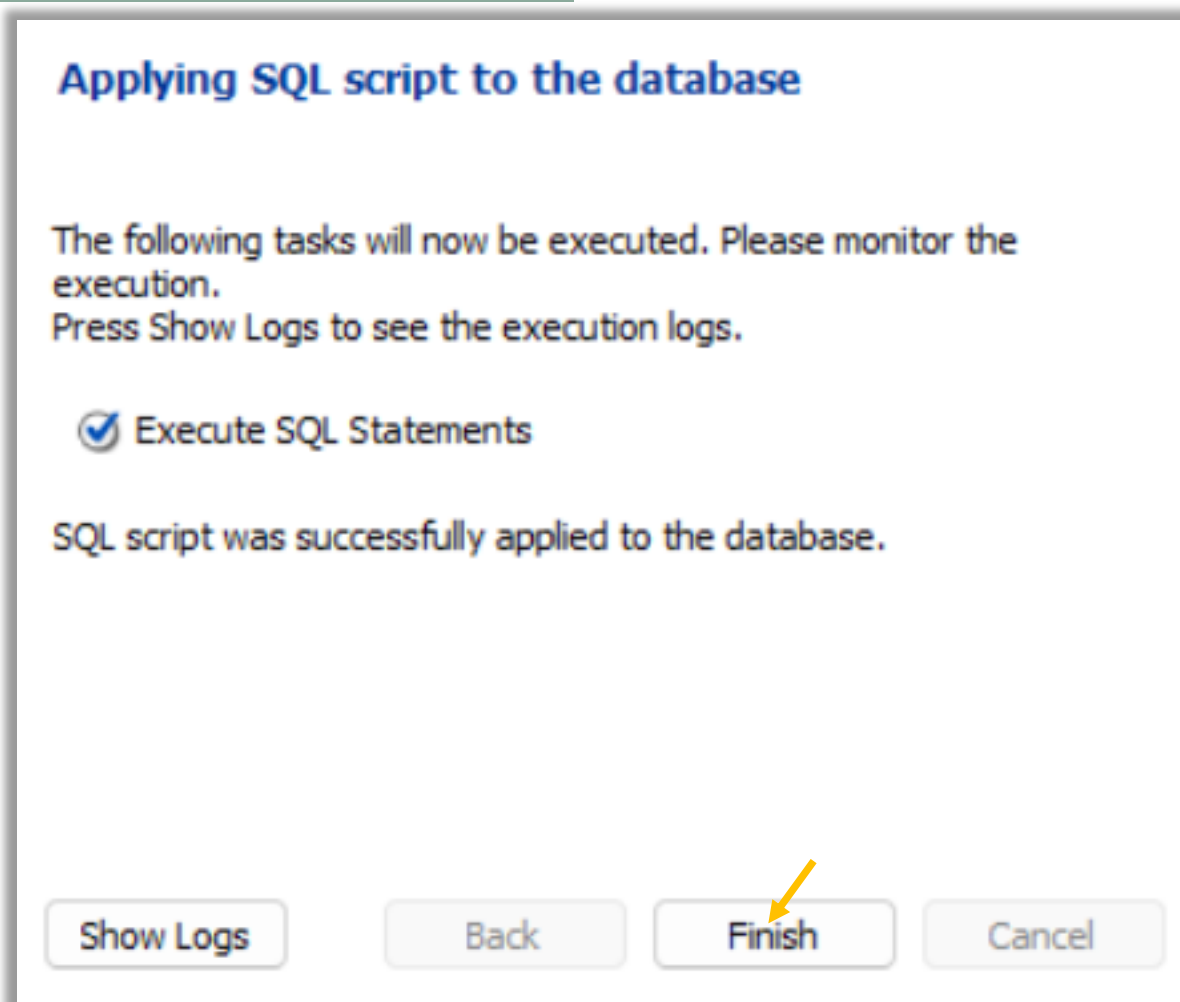 Applying SQL script to the database
The following tasks will now be executed. Please monitor the
execution.
Press Show Logs to see the execution logs.
Execute SQL Statements
SQL script was successfully applied to the database.
Show Logs Back Finish Cancel